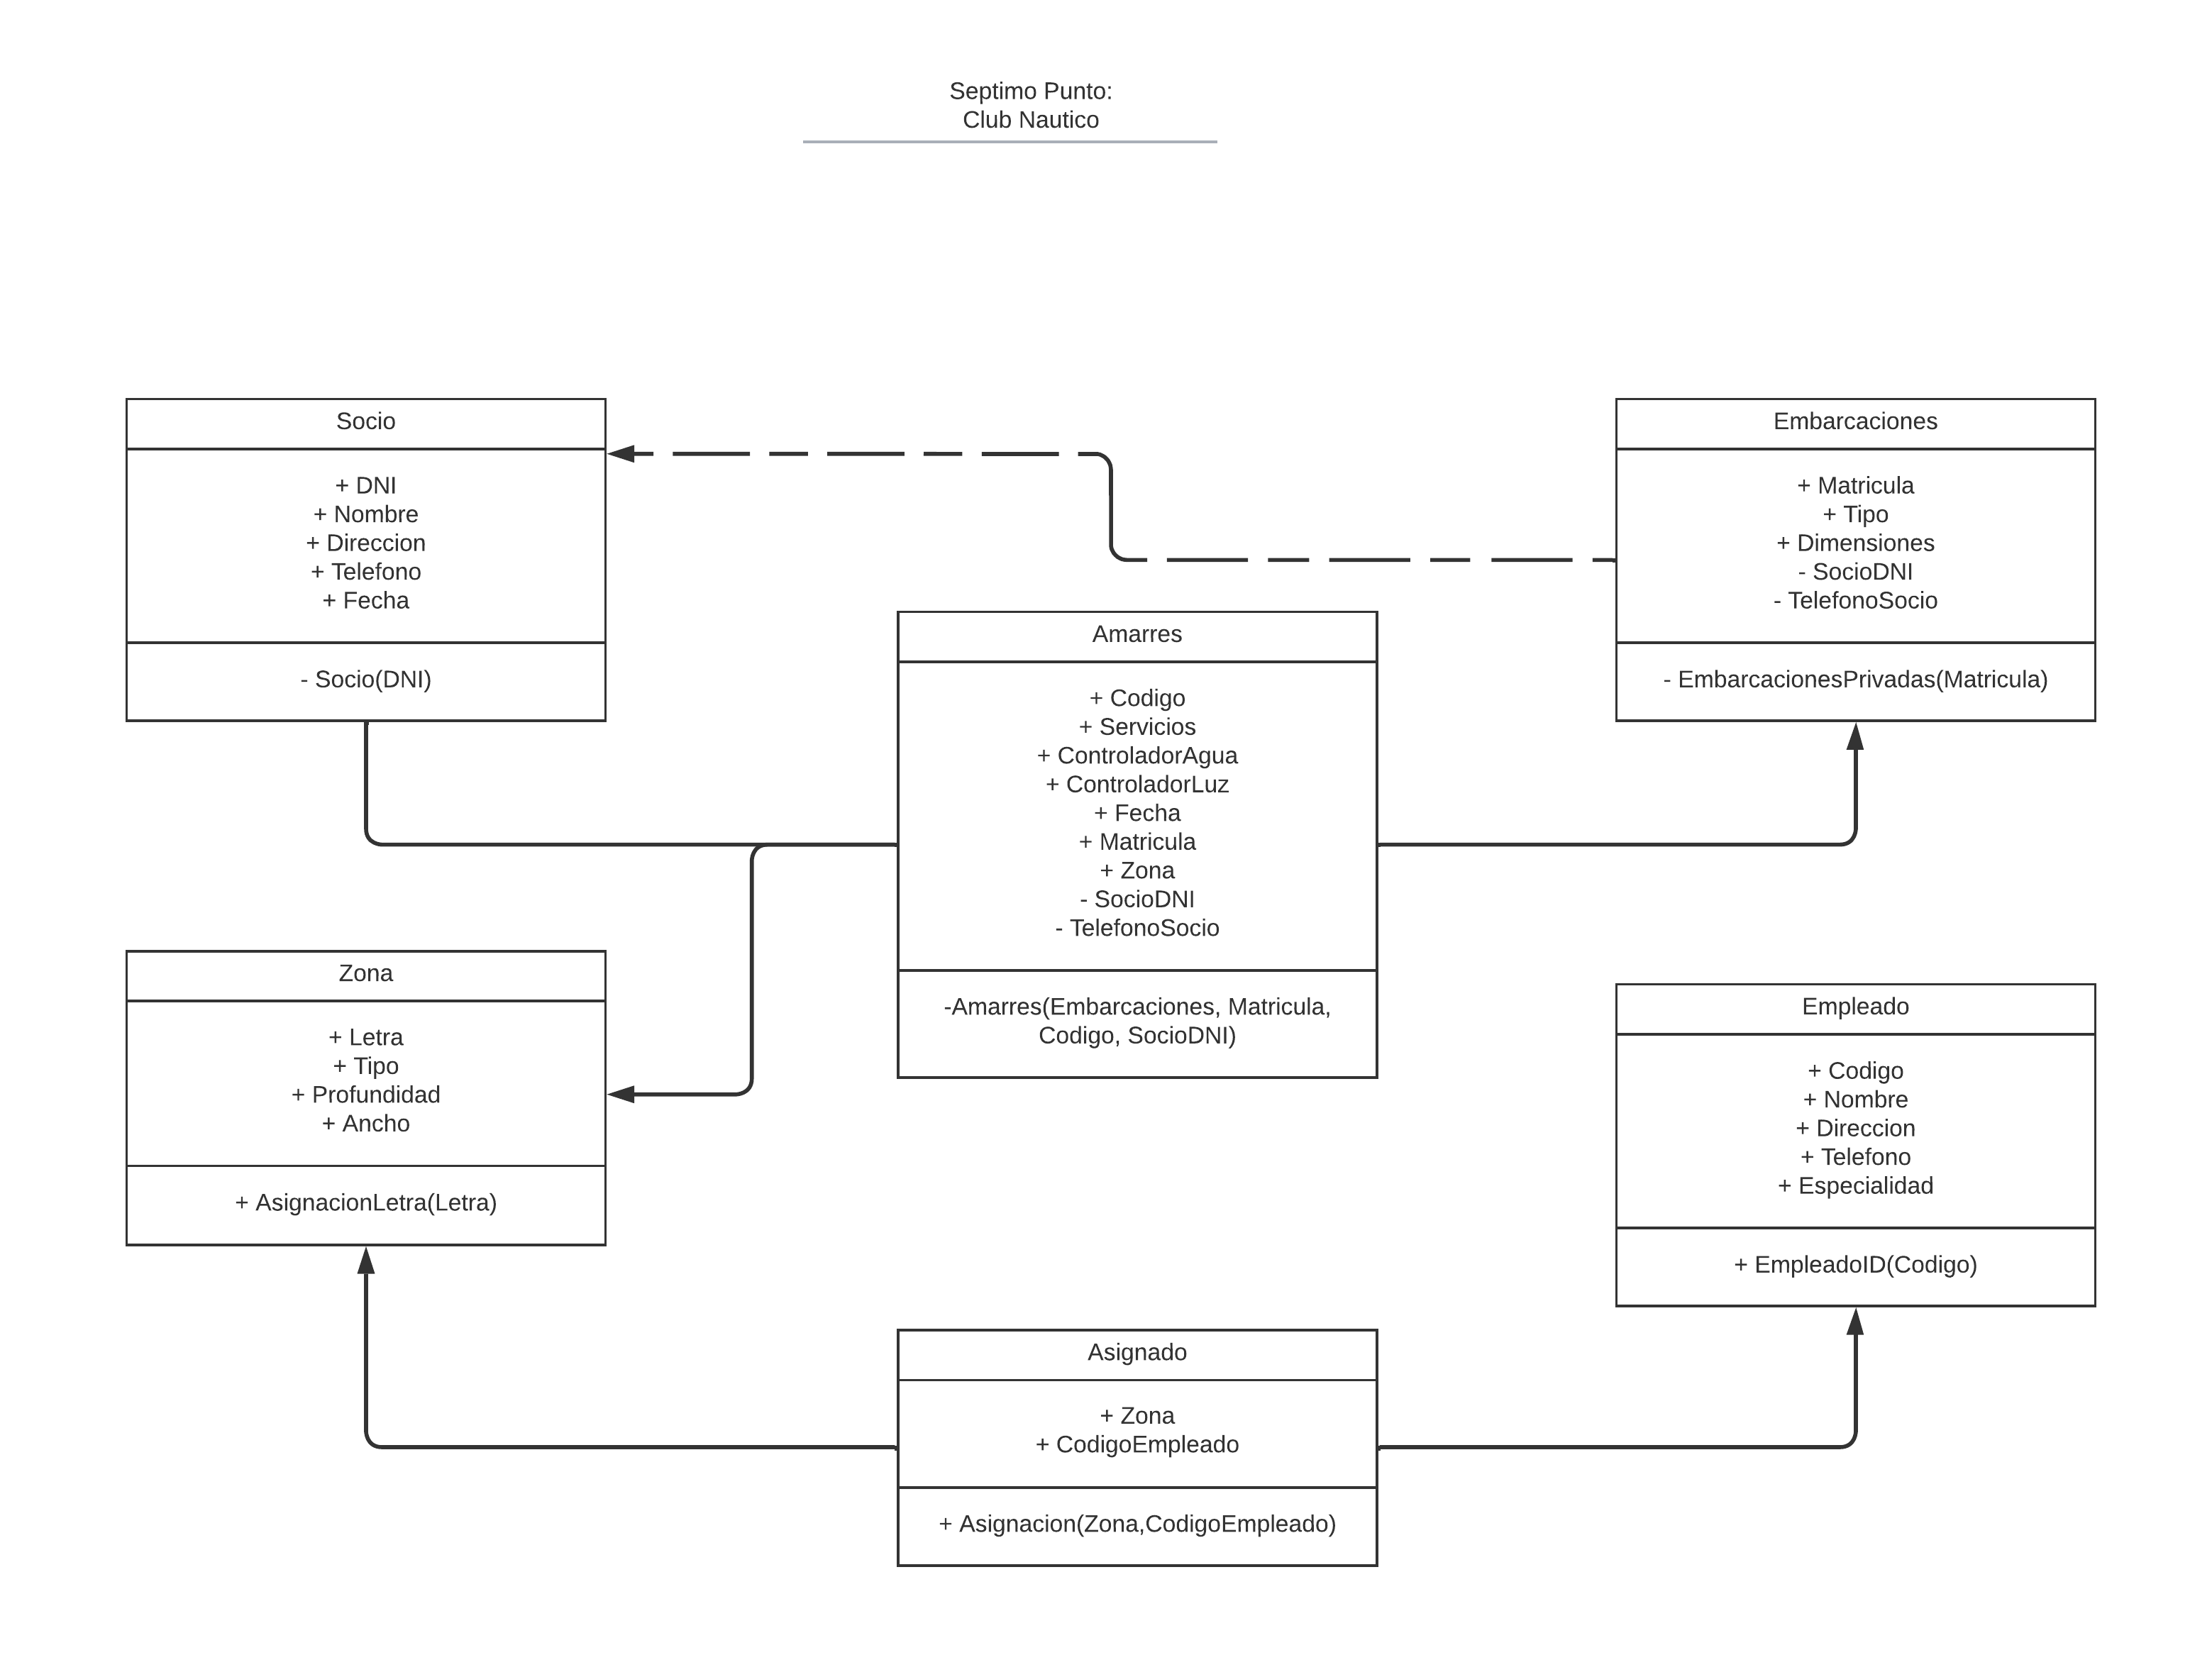 Septimo Punto:
Club Nautico
Socio
+ DNI
+ Nombre
+ Direccion
+ Telefono
+ Fecha
- Socio(DNI)
Embarcaciones
+ Matricula
+ Tipo
+ Dimensiones
- SocioDNI
- TelefonoSocio
- EmbarcacionesPrivadas(Matricula)
Amarres
+ Codigo
+ Servicios
+ ControladorAgua
+ ControladorLuz
+ Fecha
+ Matricula
+ Zona
- SocioDNI
- TelefonoSocio
-Amarres(Embarcaciones, Matricula,
Codigo, SocioDNI)
Zona
+ Letra
+ Tipo
+ Profundidad
+ Ancho
+ AsignacionLetra(Letra)
Empleado
+ Codigo
+ Nombre
+ Direccion
+ Telefono
+ Especialidad
+ EmpleadoID(Codigo)
Asignado
+ Zona
+ CodigoEmpleado
+ Asignacion(Zona,CodigoEmpleado)